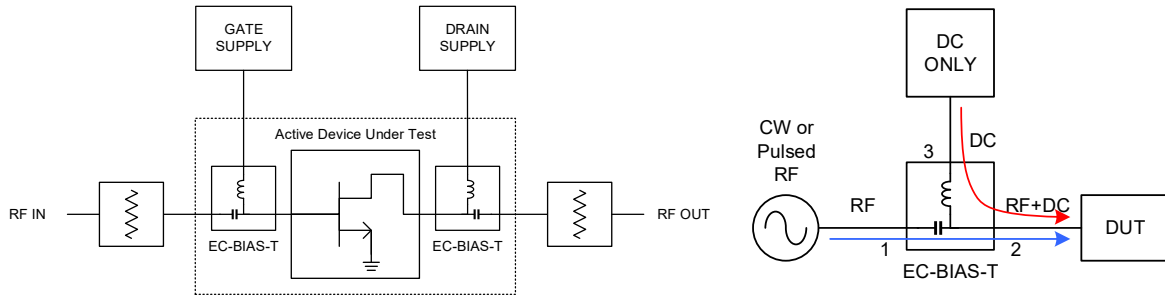 GATE
SUPPLY
DRAIN
SUPPLY
Active Device Under Test
RF IN
EC-BIAS-T
EC-BIAS-T
RF OUT
DC
ONLY
CW or
Pulsed
RF
DC
3
RF
RF+DC
DUT
1
2
EC-BIAS-T